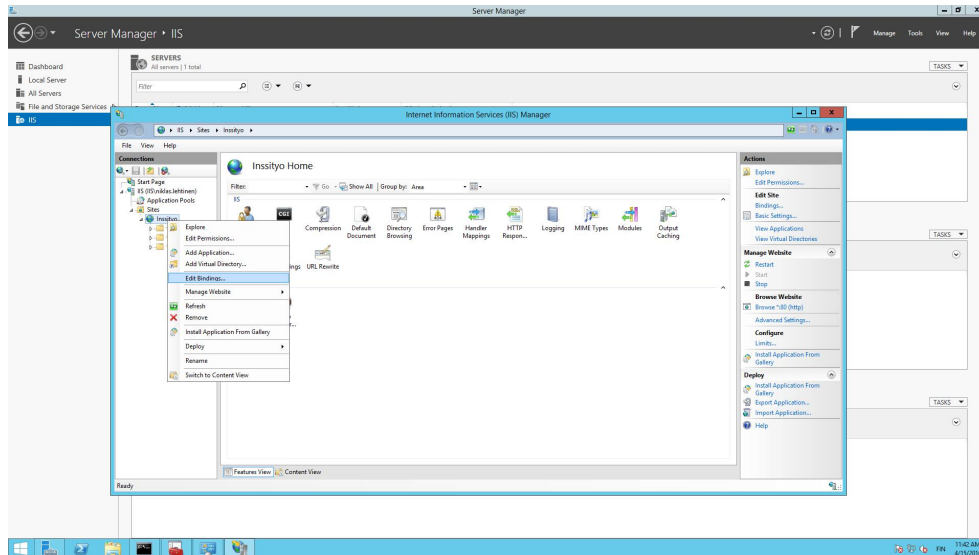 Server Manager
Server Manager ‣ IIS
Manage Tools View Help
Dashboard
Local Server
All Servers
File and Storage Services
IIS
SERVERS
All servers | 1 total
TASKS
Filter
Internet Information Services (IIS) Manager
IIS ▸ Sites ▸ Inssityo ▸
File View Help
Connections
Start Page
IIS (IIS\niklas.lehtinen)
Application Pools
Sites
Inssityo
Explore
Edit Permissions...
Add Application...
Add Virtual Directory...
Edit Bindings...
Manage Website
Refresh
Remove
Install Application From Gallery
Deploy
Rename
Switch to Content View
Inssityo Home
Filter: Go Show All Group by: Area
IIS
CGI
Compression
Default Document
Directory Browsing
Error Pages
Handler Mappings
HTTP Respon...
Logging
MIME Types
Modules
Output Caching
URL Rewrite
Features View
Content View
Ready
Actions
Explore
Edit Permissions...
Edit Site
Bindings...
Basic Settings...
View Applications
View Virtual Directories
Manage Website
Restart
Start
Stop
Browse Website
Browse *:80 (http)
Advanced Settings...
Configure
Limits...
Install Application From
Gallery
Deploy
Install Application From
Gallery
Export Application...
Import Application...
Help
TASKS
TASKS
FIN
11:42 AM